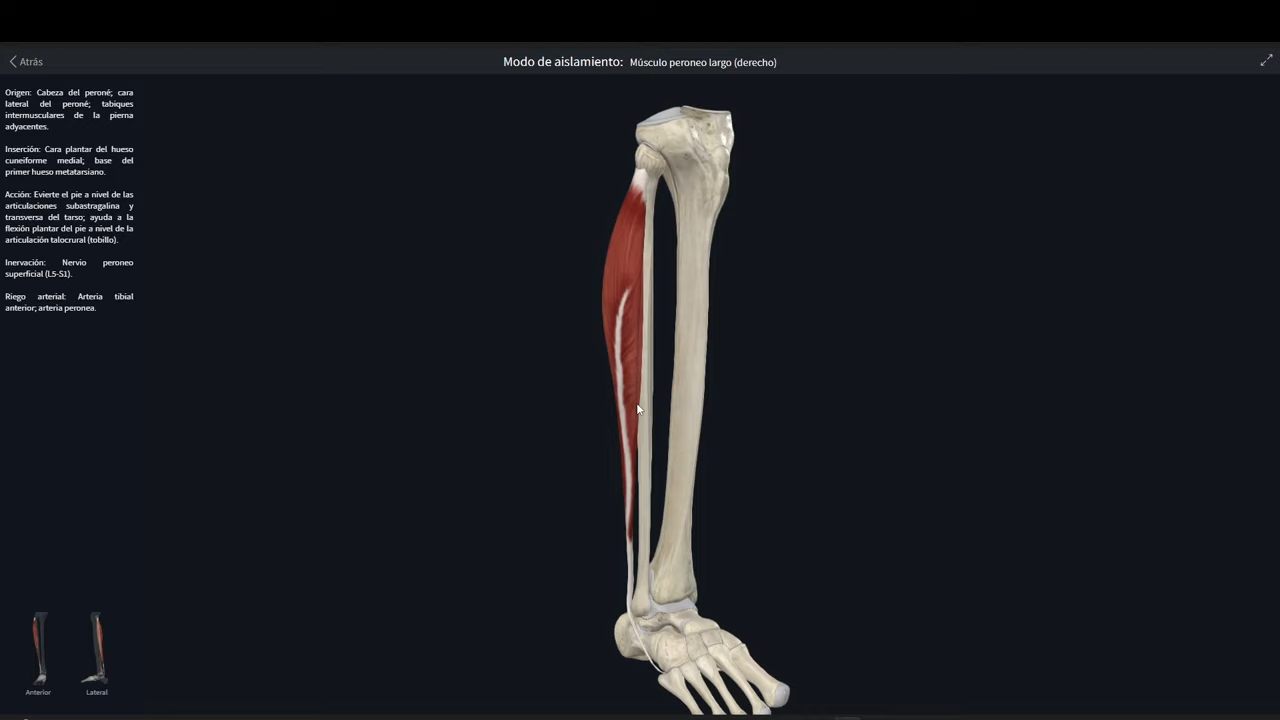 Atrás
Modo de aislamiento: Músculo peroneo largo (derecho)
Origen: Cabeza del peroné; cara
lateral del peroné; tabiques
intermusculares de la pierna
adyacentes.
Inserción: Cara plantar del hueso
cuneiforme medial; base del
primer hueso metatarsiano.
Acción: Evierte el pie a nivel de las
articulaciones subastragalina y
transversa del tarso; ayuda a la
flexión plantar del pie a nivel de la
articulación talocrural (tobillo).
Inervación: Nervio peroneo
superficial (L5-S1).
Riego arterial: Arteria tibial
anterior; arteria peronea.
Anterior
Lateral